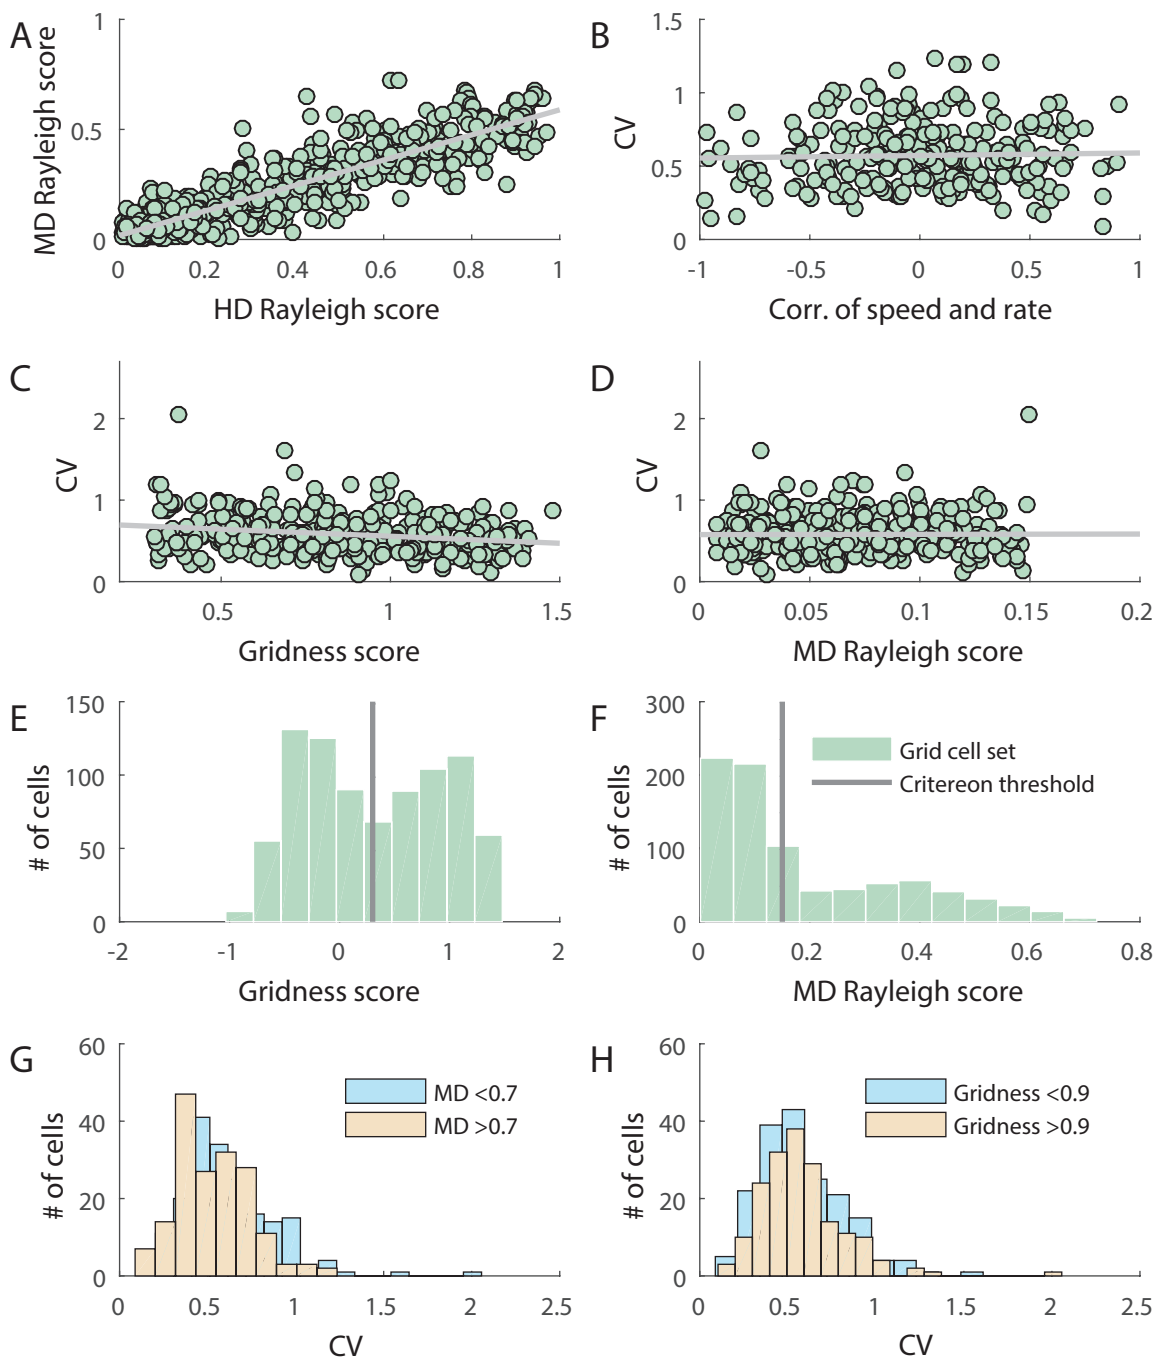 A
MD Rayleigh score
1
0.5
0
0 0.2 0.4 0.6 0.8 1
HD Rayleigh score
B
CV
1.5
1
0.5
0
-1 -0.5 0 0.5 1
Corr. of speed and rate
C
CV
2
1
0
0.5 1 1.5
Gridness score
D
CV
2
1
0
0 0.05 0.1 0.15 0.2
MD Rayleigh score
E
# of cells
150
100
50
0
-2 -1 0 1 2
Gridness score
F
# of cells
300
200
100
0
Grid cell set
Critereon threshold
0 0.2 0.4 0.6 0.8
MD Rayleigh score
G
# of cells
60
40
20
0
MD <0.7
MD >0.7
0 0.5 1 1.5 2 2.5
CV
H
# of cells
60
40
20
0
Gridness <0.9
Gridness >0.9
0 0.5 1 1.5 2 2.5
CV